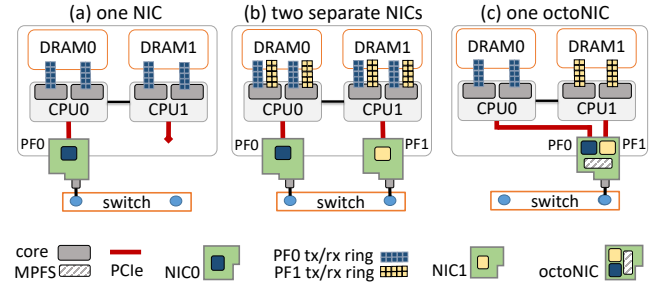 (a) one NIC
(b) two separate NICs
(c) one octoNIC
DRAM0 DRAM1
DRAM0 DRAM1
DRAM0 DRAM1
CPU0 CPU1
CPU0 CPU1
CPU0 CPU1
PF0
PF0 PF1
PF0 PF1
switch
switch
switch
core
MPFS
PCIe
NIC0
PF0 tx/rx ring
PF1 tx/rx ring
NIC1
octoNIC